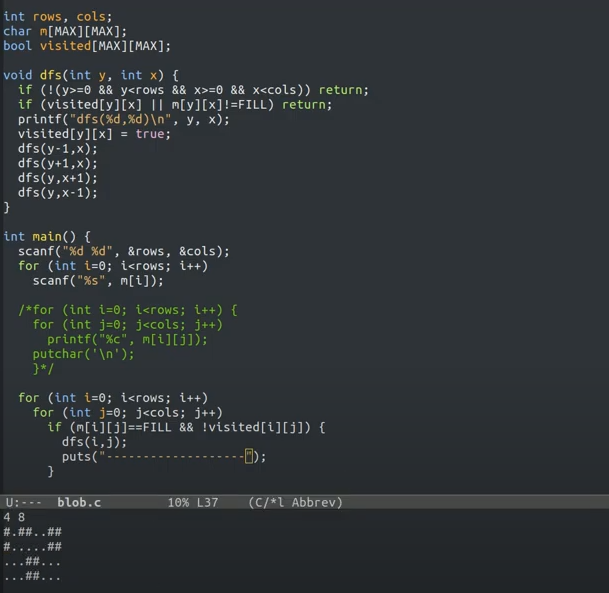 int rows, cols;
char m[MAX][MAX];
bool visited[MAX][MAX];

void dfs(int y, int x) {
  if (!(y>=0 && y<rows && x>=0 && x<cols)) return;
  if (visited[y][x] || m[y][x]!=FILL) return;
  printf("dfs(%d,%d)\n", y, x);
  visited[y][x] = true;
  dfs(y-1,x);
  dfs(y+1,x);
  dfs(y,x+1);
  dfs(y,x-1);
}

int main() {
  scanf("%d %d", &rows, &cols);
  for (int i=0; i<rows; i++)
    scanf("%s", m[i]);

  /*for (int i=0; i<rows; i++) {
    for (int j=0; j<cols; j++)
      printf("%c", m[i][j]);
    putchar('\n');
    }*/

  for (int i=0; i<rows; i++)
    for (int j=0; j<cols; j++)
      if (m[i][j]==FILL && !visited[i][j]) {
        dfs(i,j);
        puts("-------------------");
      }

U:---  blob.c         10% L37    (C/*l Abbrev)
4 8
#.##..##
#.....##
...##...
...##...